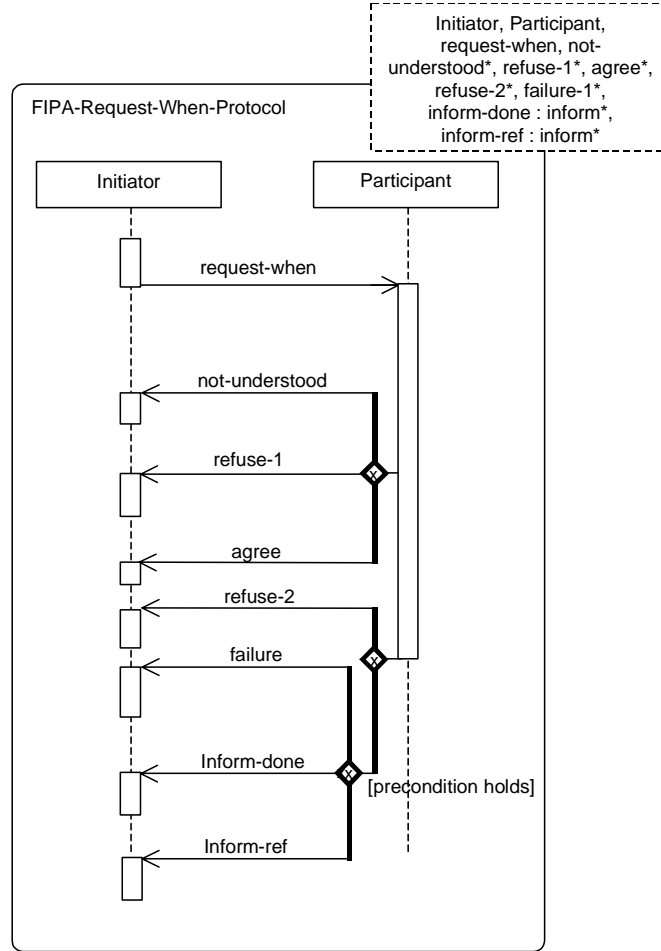 Initiator, Participant,
request-when, not-
understood*, refuse-1*, agree*,
refuse-2*, failure-1*,
inform-done : inform*,
inform-ref : inform*
FIPA-Request-When-Protocol
Initiator
Participant
request-when
not-understood
refuse-1
x
agree
refuse-2
x
failure
Inform-done
x
[precondition holds]
Inform-ref